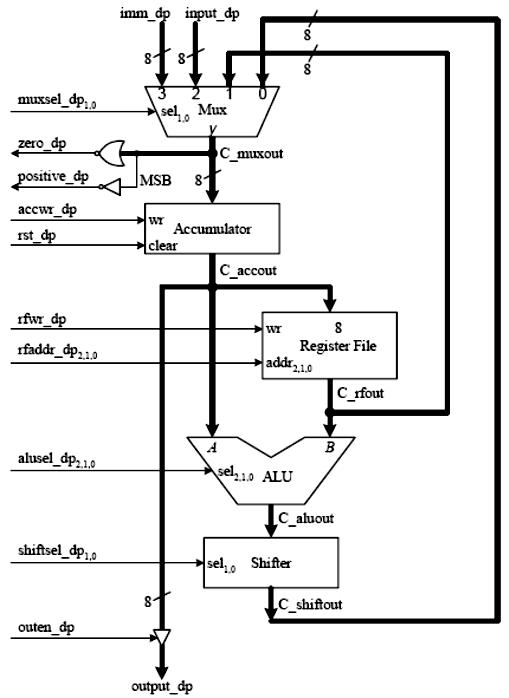 imm_dp input_dp
8
8
8 8
3 2 1 0
muxsel_dp1,0
sel1,0 Mux
y
zero_dp
C_muxout
positive_dp
MSB
8
accwr_dp
wr
Accumulator
rst_dp
clear
C_accout
rfwr_dp
wr
8
Register File
rfaddr_dp2,1,0
addr2,1,0
C_rfout
A B
alusel_dp2,1,0
sel2,1,0 ALU
C_aluout
shiftsel_dp1,0
sel1,0 Shifter
8
C_shiftout
outen_dp
output_dp